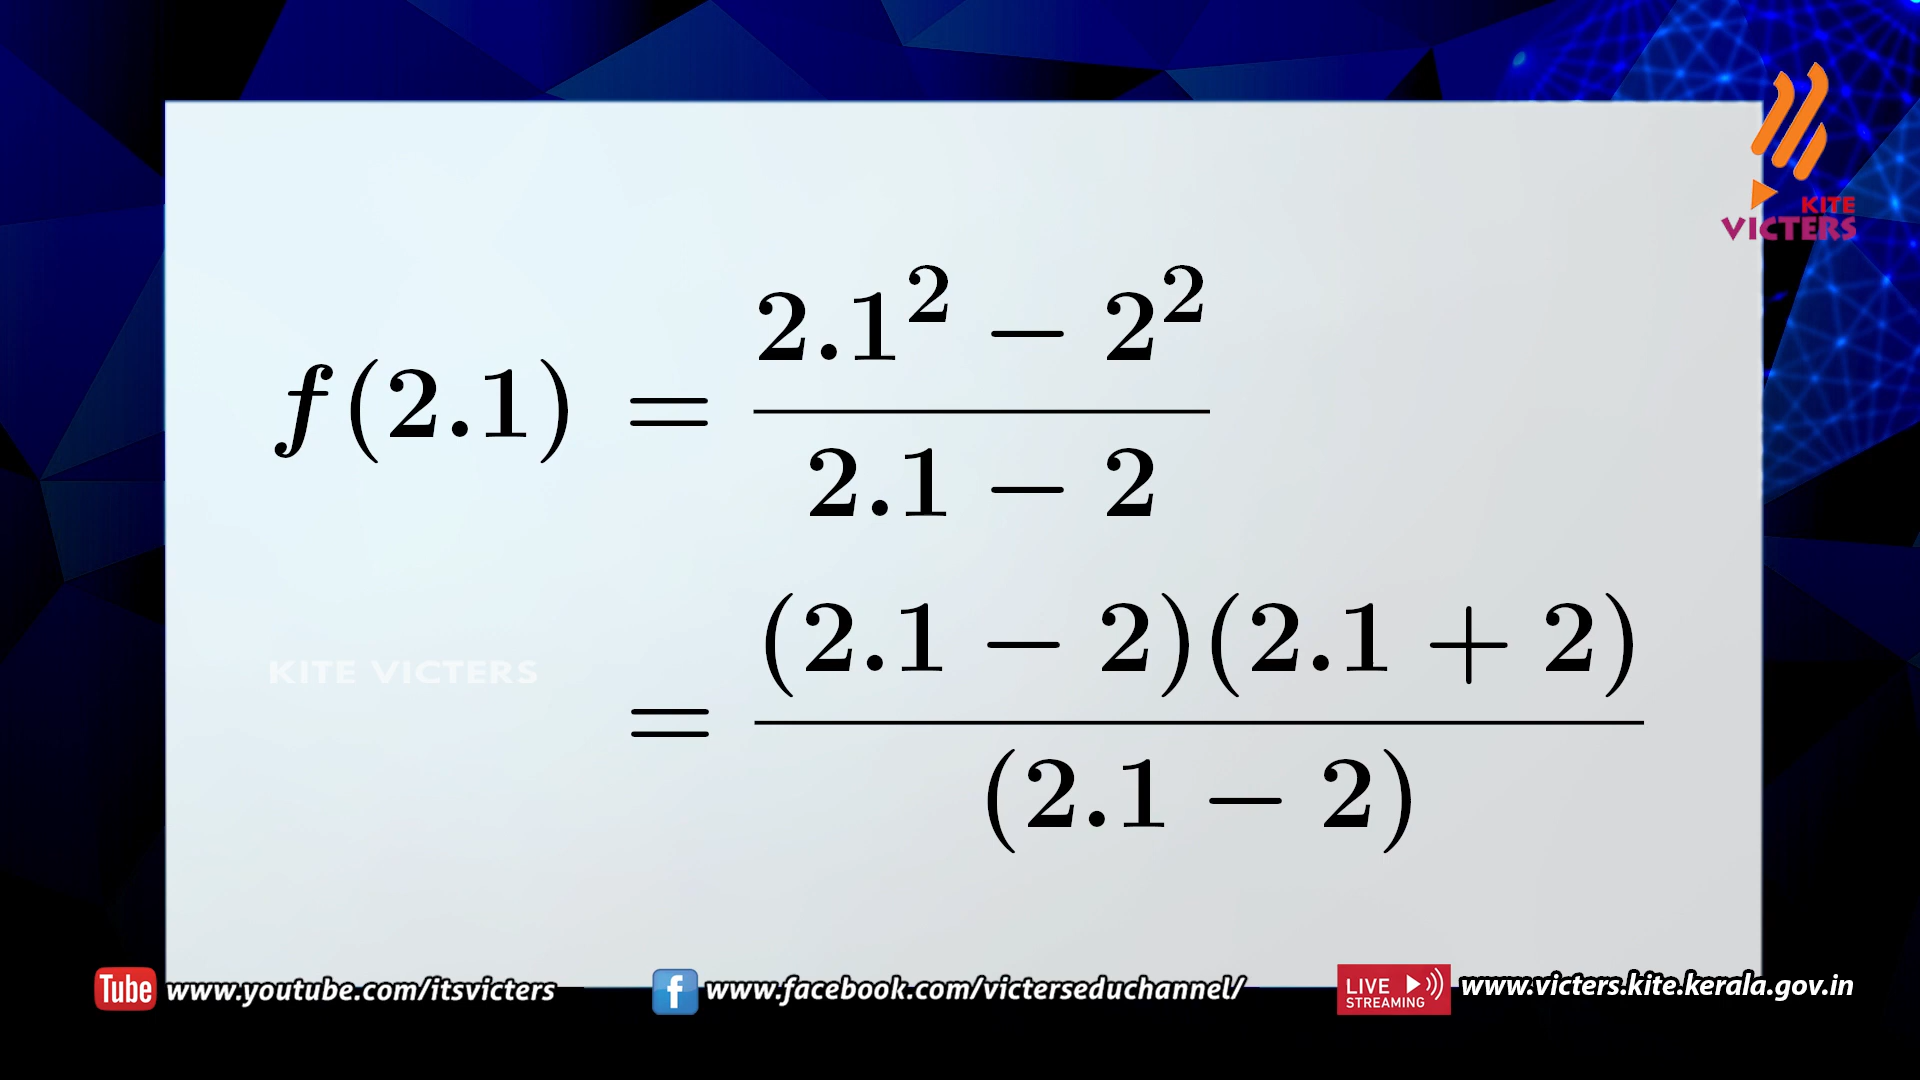 KITE
VICTERS
f(2.1) = (2.1² − 2²) / (2.1 − 2)
= (2.1 − 2)(2.1 + 2) / (2.1 − 2)
KITE VICTERS
Tube www.youtube.com/itsvicters
f www.facebook.com/victerseduchannel/
LIVE STREAMING www.victers.kite.kerala.gov.in